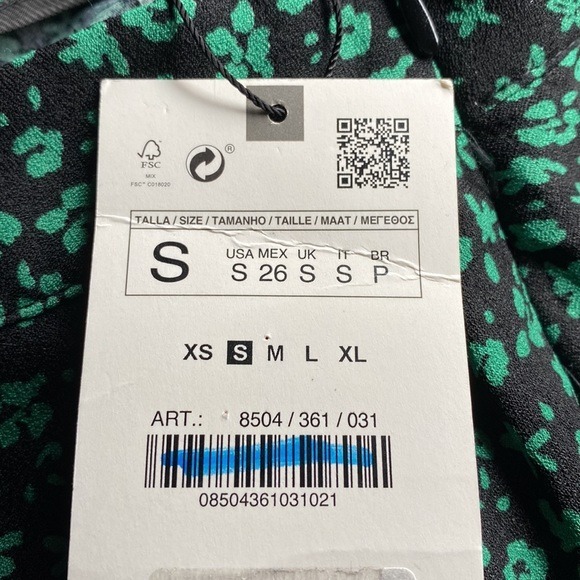 FSC
MIX
FSC™ C018020
®
TALLA / SIZE / TAMANHO / TAILLE / MAAT / ΜΕΓΕΘΟΣ
S USA MEX UK IT BR
S 26 S S P
XS S M L XL
ART.: 8504 / 361 / 031
08504361031021